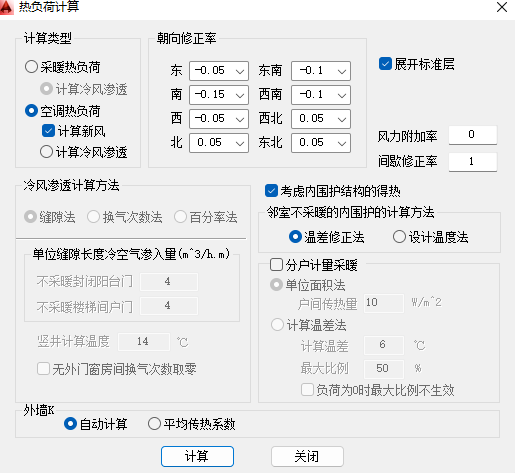 热负荷计算
计算类型
采暖热负荷
计算冷风渗透
空调热负荷
计算新风
计算冷风渗透
朝向修正率
东 -0.05 东南 -0.1
南 -0.15 西南 -0.1
西 -0.05 西北 0.05
北 0.05 东北 0.05
展开标准层
风力附加率 0
间歇修正率 1
冷风渗透计算方法
缝隙法 换气次数法 百分率法
单位缝隙长度冷空气渗入量(m^3/h.m)
不采暖封闭阳台门 4
不采暖楼梯间户门 4
竖井计算温度 14 ℃
无外门窗房间换气次数取零
考虑内围护结构的得热
邻室不采暖的内围护的计算方法
温差修正法 设计温度法
分户计量采暖
单位面积法
户间传热量 10 W/m^2
计算温差法
计算温差 6 ℃
最大比例 50 %
负荷为0时最大比例不生效
外墙K
自动计算 平均传热系数
计算 关闭